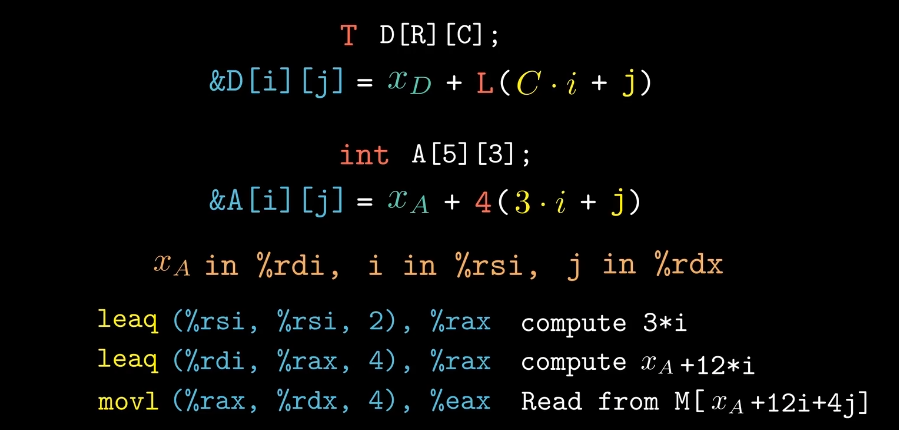 T D[R][C];
&D[i][j] = x_D + L(C · i + j)
int A[5][3];
&A[i][j] = x_A + 4(3 · i + j)
x_A in %rdi, i in %rsi, j in %rdx
leaq (%rsi, %rsi, 2), %rax compute 3*i
leaq (%rdi, %rax, 4), %rax compute x_A+12*i
movl (%rax, %rdx, 4), %eax Read from M[x_A+12i+4j]